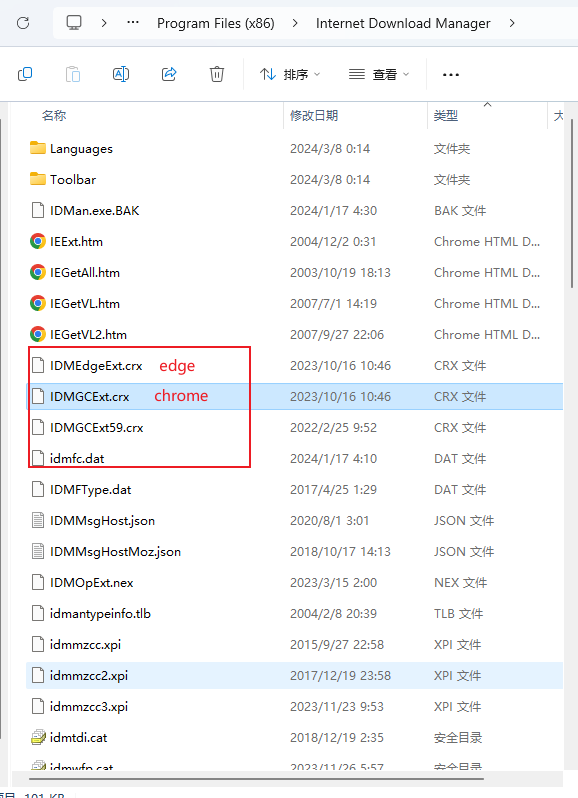 Program Files (x86) Internet Download Manager
排序 查看
名称 修改日期 类型 大
Languages 2024/3/8 0:14 文件夹
Toolbar 2024/3/8 0:14 文件夹
IDMan.exe.BAK 2024/1/17 4:30 BAK 文件
IEExt.htm 2004/12/2 0:31 Chrome HTML D...
IEGetAll.htm 2003/10/19 18:13 Chrome HTML D...
IEGetVL.htm 2007/7/1 14:19 Chrome HTML D...
IEGetVL2.htm 2007/9/27 22:06 Chrome HTML D...
IDMEdgeExt.crx edge 2023/10/16 10:46 CRX 文件
IDMGCExt.crx chrome 2023/10/16 10:46 CRX 文件
IDMGCExt59.crx 2022/2/25 9:52 CRX 文件
idmfc.dat 2024/1/17 4:10 DAT 文件
IDMFType.dat 2017/4/25 1:29 DAT 文件
IDMMsgHost.json 2020/8/1 3:01 JSON 文件
IDMMsgHostMoz.json 2018/10/17 14:13 JSON 文件
IDMOpExt.nex 2023/3/15 2:00 NEX 文件
idmantypeinfo.tlb 2004/2/8 20:39 TLB 文件
idmmzcc.xpi 2015/9/27 22:58 XPI 文件
idmmzcc2.xpi 2017/12/19 23:58 XPI 文件
idmmzcc3.xpi 2023/11/23 9:53 XPI 文件
idmtdi.cat 2018/12/19 2:35 安全目录
idmwfp.cat 2023/11/26 5:57 安全目录
101 KB